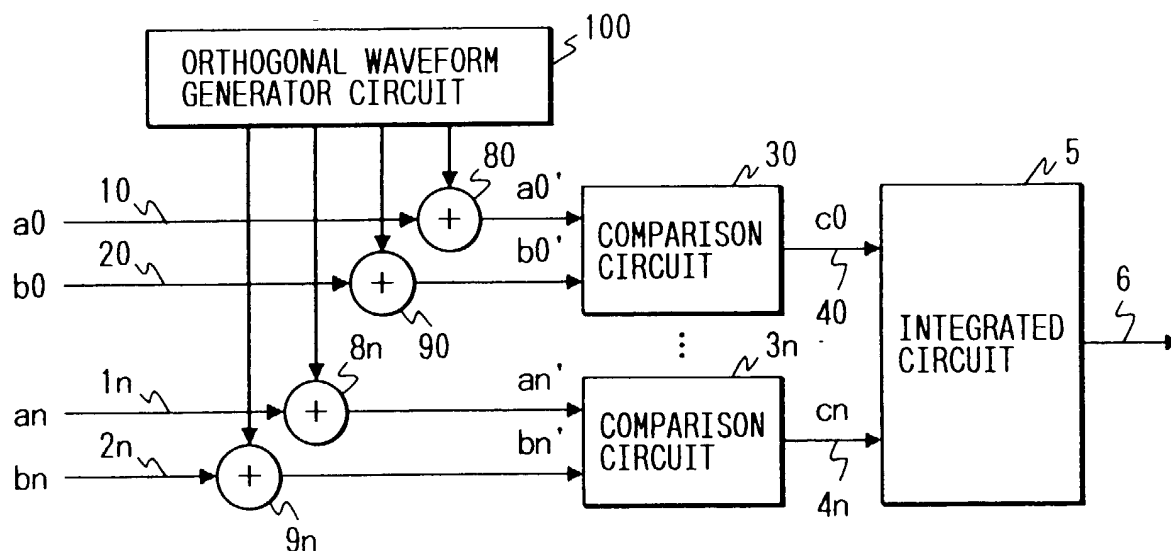 100
ORTHOGONAL WAVEFORM
GENERATOR CIRCUIT
80
30
5
10
a0
+
a0'
20
b0
+
b0'
COMPARISON
CIRCUIT
c0
40
6
90
8n
⋮
3n
INTEGRATED
CIRCUIT
1n
an
+
an'
2n
bn
+
bn'
COMPARISON
CIRCUIT
cn
4n
9n